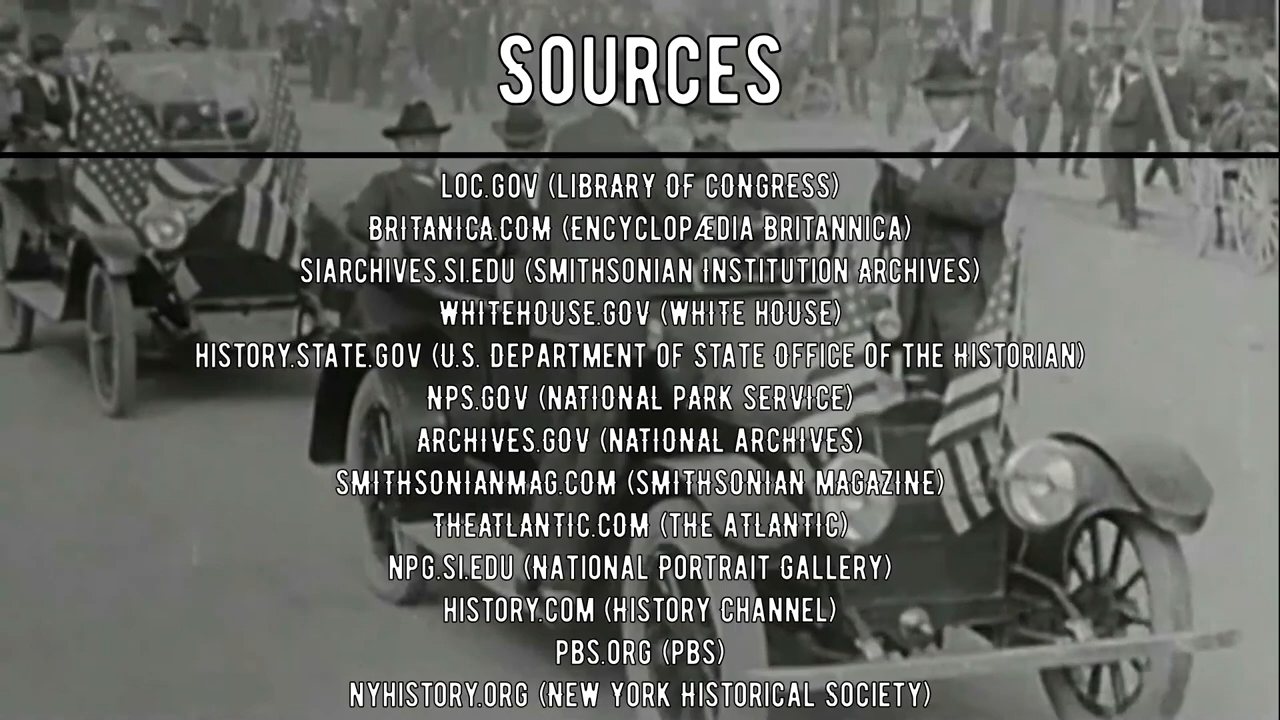 SOURCES
LOC.GOV (LIBRARY OF CONGRESS)
BRITANICA.COM (ENCYCLOPÆDIA BRITANNICA)
SIARCHIVES.SI.EDU (SMITHSONIAN INSTITUTION ARCHIVES)
WHITEHOUSE.GOV (WHITE HOUSE)
HISTORY.STATE.GOV (U.S. DEPARTMENT OF STATE OFFICE OF THE HISTORIAN)
NPS.GOV (NATIONAL PARK SERVICE)
ARCHIVES.GOV (NATIONAL ARCHIVES)
SMITHSONIANMAG.COM (SMITHSONIAN MAGAZINE)
THEATLANTIC.COM (THE ATLANTIC)
NPG.SI.EDU (NATIONAL PORTRAIT GALLERY)
HISTORY.COM (HISTORY CHANNEL)
PBS.ORG (PBS)
NYHISTORY.ORG (NEW YORK HISTORICAL SOCIETY)